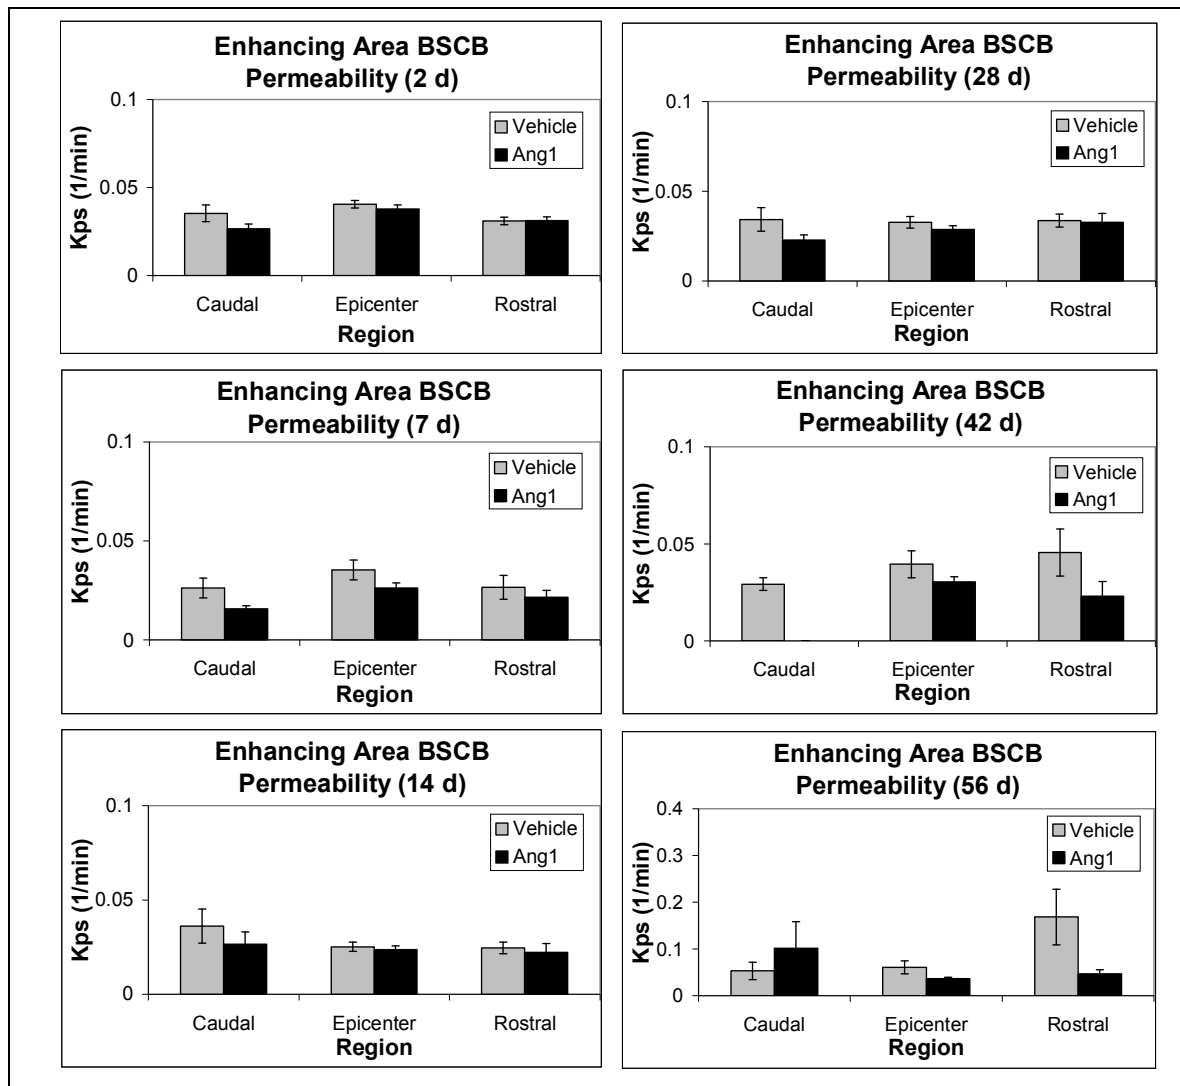 Enhancing Area BSCB
Permeability (2 d)
0.1
0.05
0
Kps (1/min)
Vehicle
Ang1
Caudal Epicenter Rostral
Region
Enhancing Area BSCB
Permeability (28 d)
0.1
0.05
0
Kps (1/min)
Vehicle
Ang1
Caudal Epicenter Rostral
Region
Enhancing Area BSCB
Permeability (7 d)
0.1
0.05
0
Kps (1/min)
Vehicle
Ang1
Caudal Epicenter Rostral
Region
Enhancing Area BSCB
Permeability (42 d)
0.1
0.05
0
Kps (1/min)
Vehicle
Ang1
Caudal Epicenter Rostral
Region
Enhancing Area BSCB
Permeability (14 d)
0.1
0.05
0
Kps (1/min)
Vehicle
Ang1
Caudal Epicenter Rostral
Region
Enhancing Area BSCB
Permeability (56 d)
0.4
0.3
0.2
0.1
0
Kps (1/min)
Vehicle
Ang1
Caudal Epicenter Rostral
Region